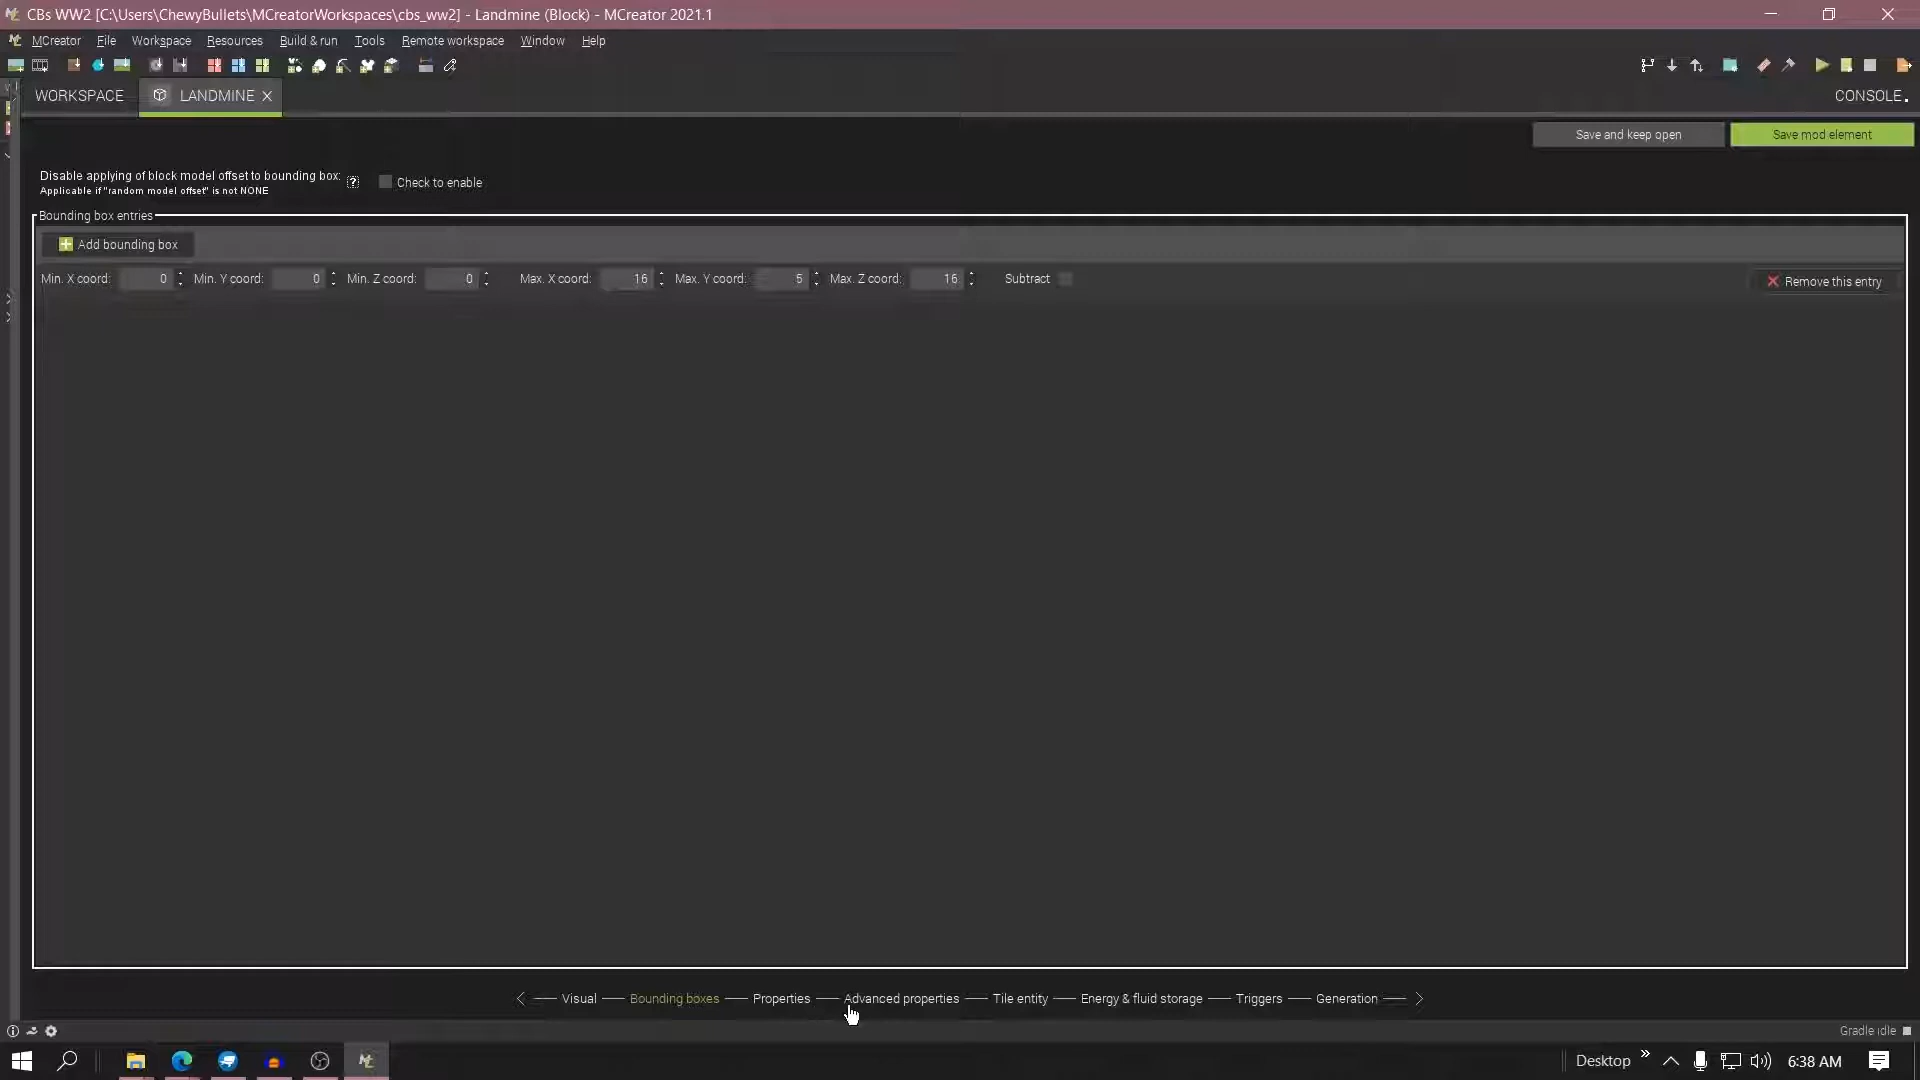 CBs WW2 [C:\Users\ChewyBullets\MCreatorWorkspaces\cbs_ww2] - Landmine (Block) - MCreator 2021.1
MCreator File Workspace Resources Build & run Tools Remote workspace Window Help
WORKSPACE LANDMINE CONSOLE
Save and keep open Save mod element
Disable applying of block model offset to bounding box: ? Check to enable
Applicable if "random model offset" is not NONE
Bounding box entries
Add bounding box
Min. X coord: 0 Min. Y coord: 0 Min. Z coord: 0 Max. X coord: 16 Max. Y coord: 5 Max. Z coord: 16 Subtract Remove this entry
Visual Bounding boxes Properties Advanced properties Tile entity Energy & fluid storage Triggers Generation
Gradle idle
Desktop 6:38 AM